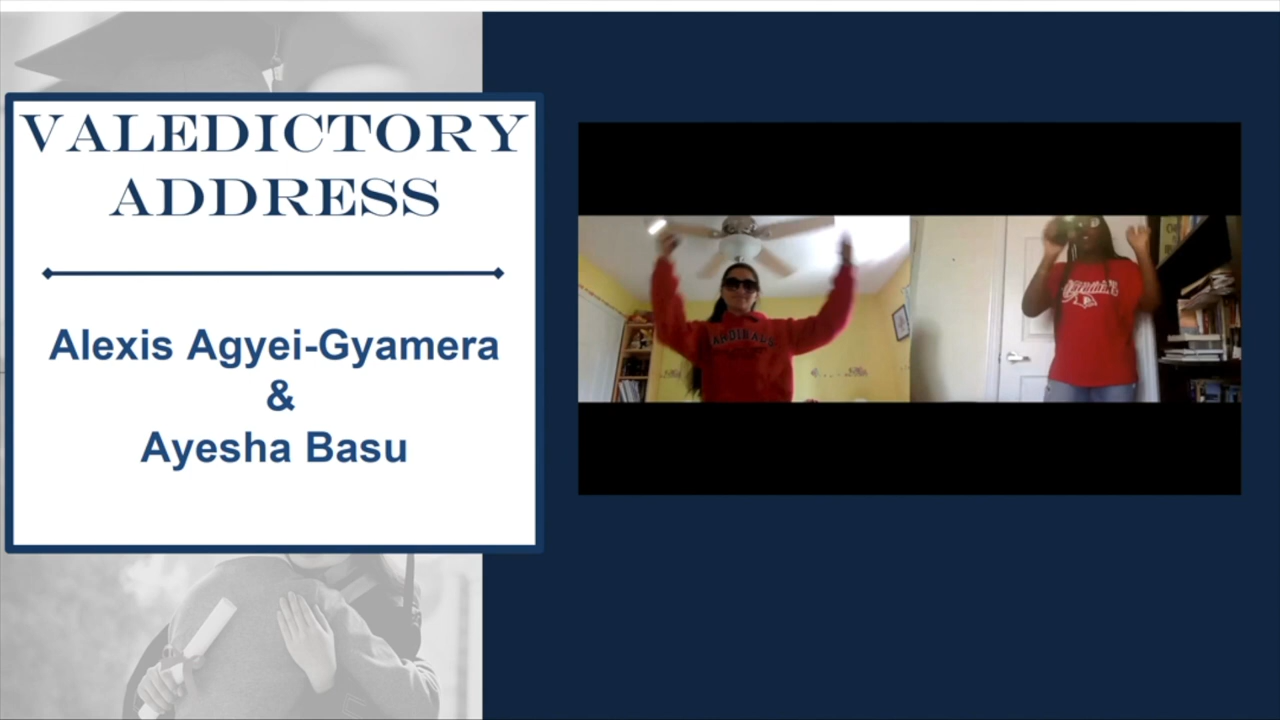 VALEDICTORY
ADDRESS
Alexis Agyei-Gyamera
&
Ayesha Basu
CARDINALS